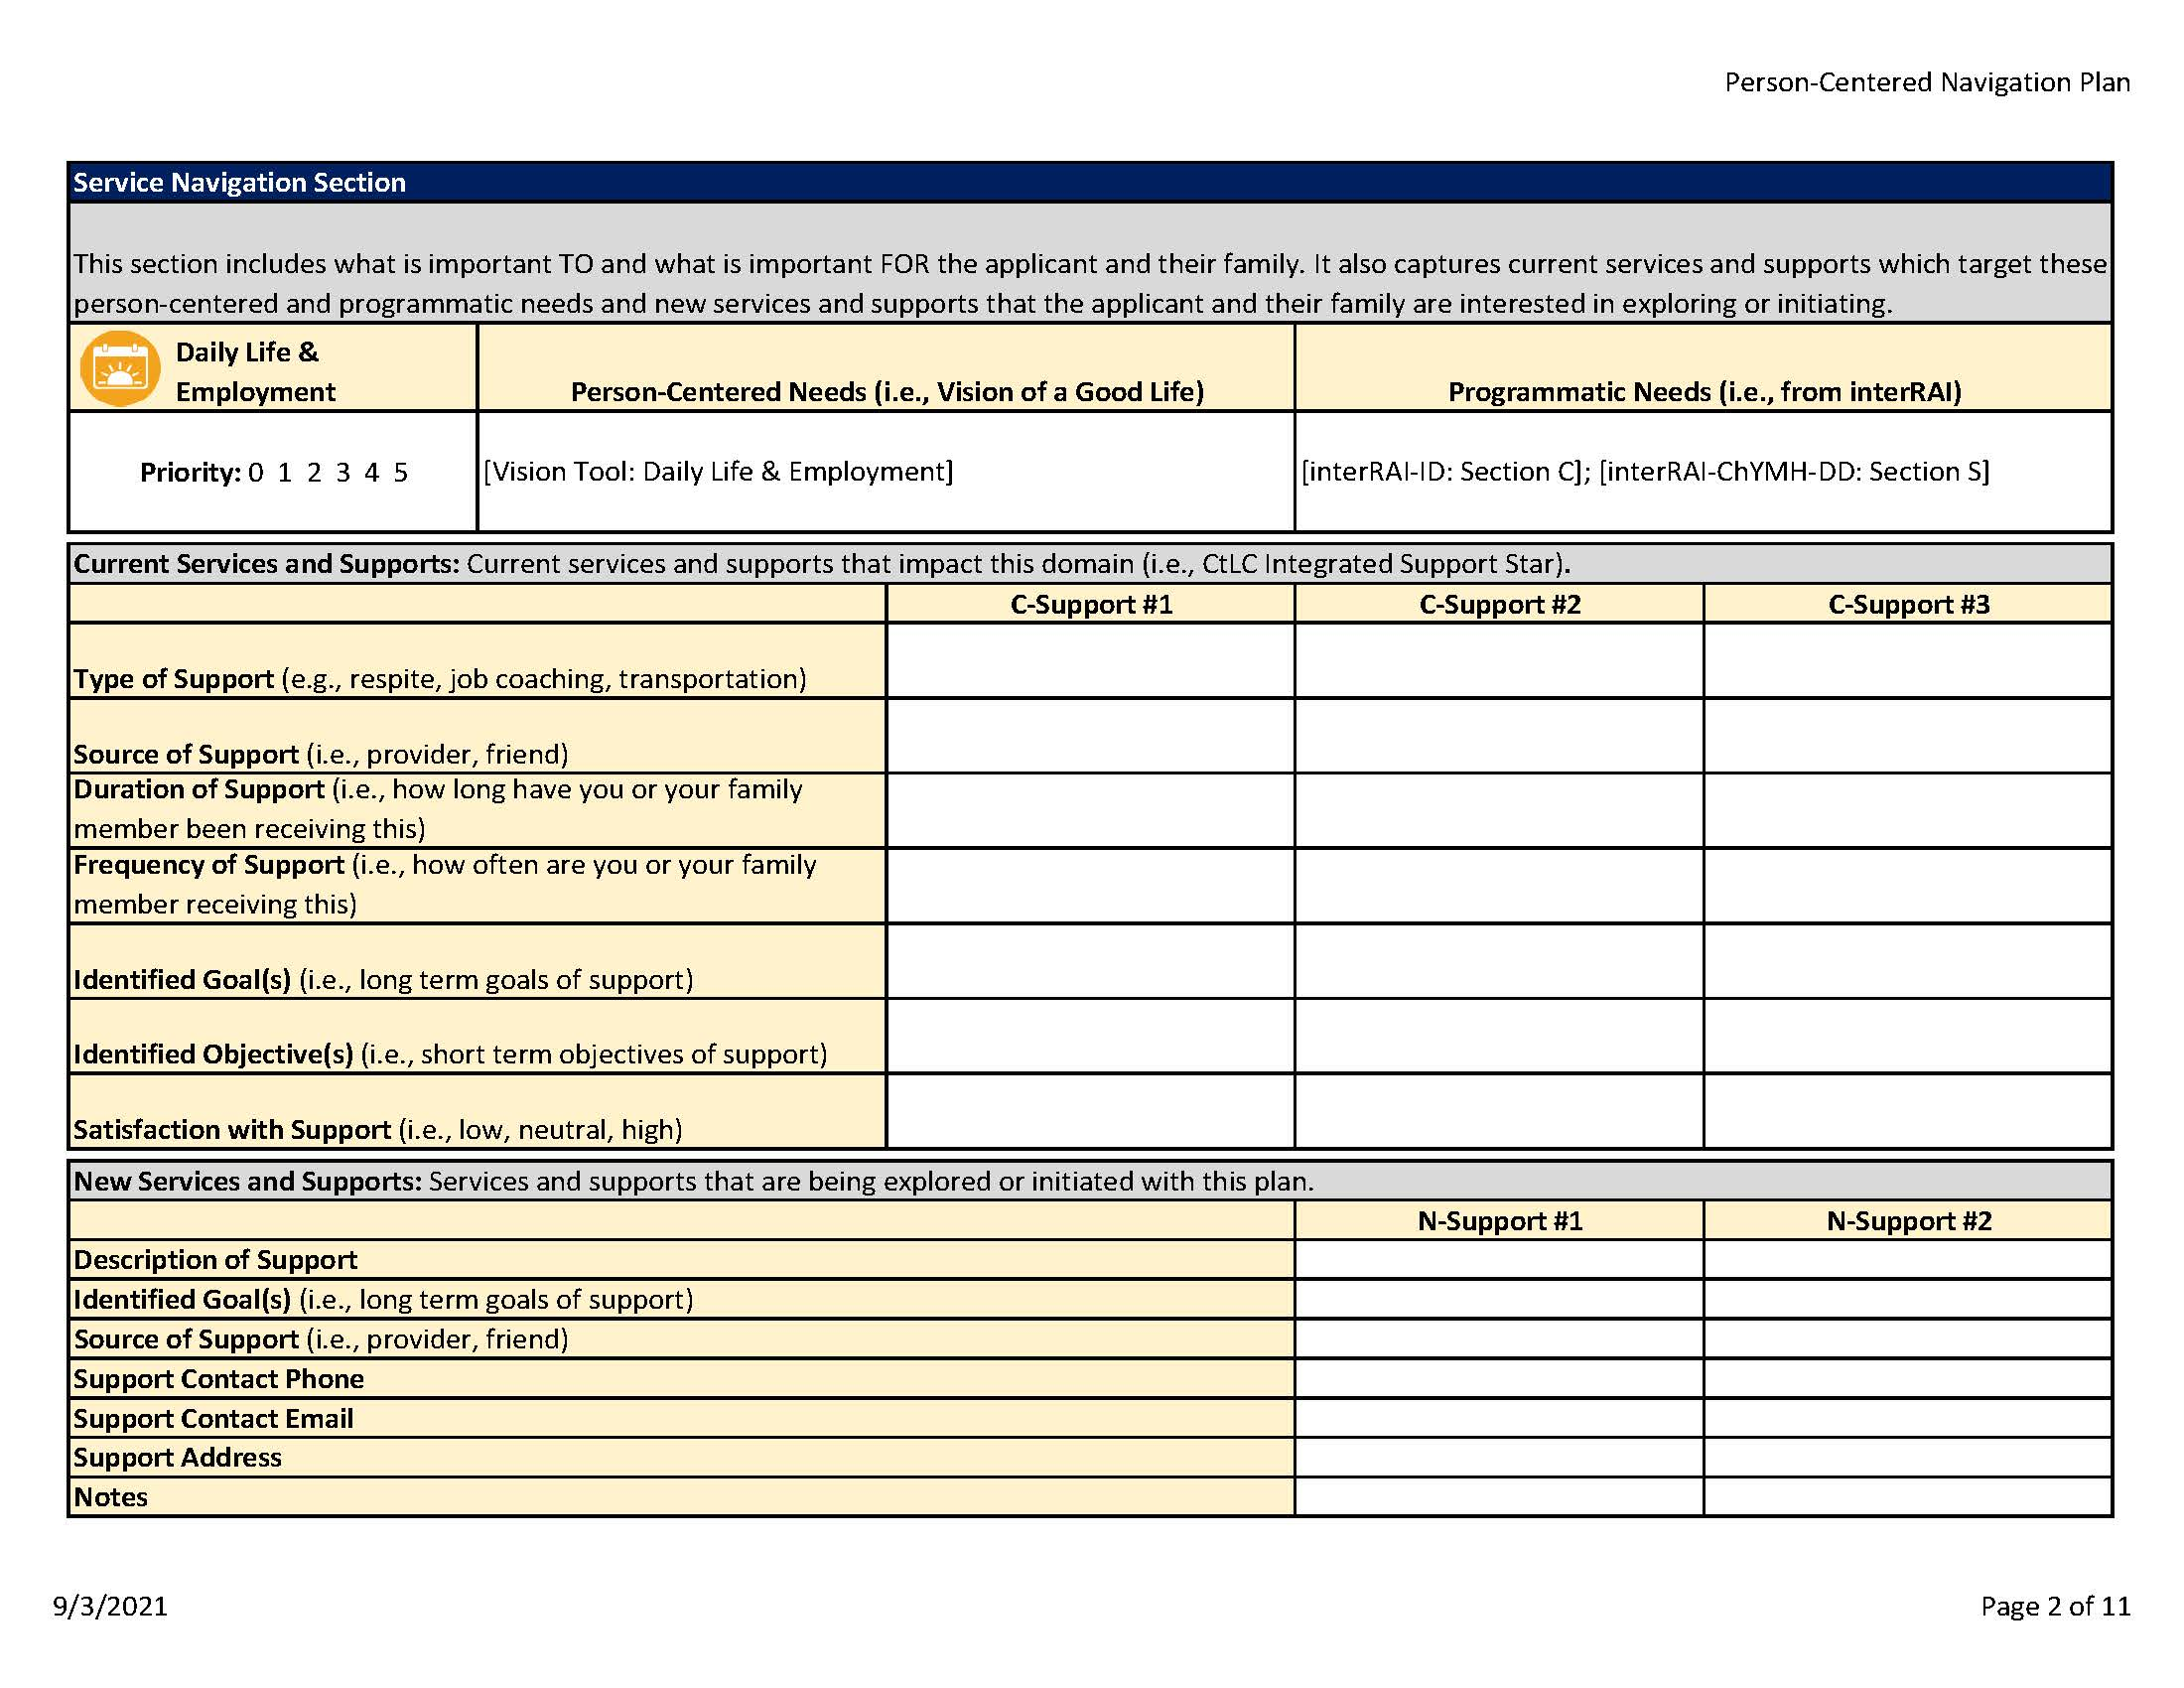 Person-Centered Navigation Plan
Service Navigation Section
This section includes what is important TO and what is important FOR the applicant and their family. It also captures current services and supports which target these
person-centered and programmatic needs and new services and supports that the applicant and their family are interested in exploring or initiating.
Daily Life &
Employment
Person-Centered Needs (i.e., Vision of a Good Life)
Programmatic Needs (i.e., from interRAI)
Priority: 0 1 2 3 4 5
[Vision Tool: Daily Life & Employment]
[interRAI-ID: Section C]; [interRAI-ChYMH-DD: Section S]
Current Services and Supports: Current services and supports that impact this domain (i.e., CtLC Integrated Support Star).
C-Support #1
C-Support #2
C-Support #3
Type of Support (e.g., respite, job coaching, transportation)
Source of Support (i.e., provider, friend)
Duration of Support (i.e., how long have you or your family
member been receiving this)
Frequency of Support (i.e., how often are you or your family
member receiving this)
Identified Goal(s) (i.e., long term goals of support)
Identified Objective(s) (i.e., short term objectives of support)
Satisfaction with Support (i.e., low, neutral, high)
New Services and Supports: Services and supports that are being explored or initiated with this plan.
N-Support #1
N-Support #2
Description of Support
Identified Goal(s) (i.e., long term goals of support)
Source of Support (i.e., provider, friend)
Support Contact Phone
Support Contact Email
Support Address
Notes
9/3/2021
Page 2 of 11